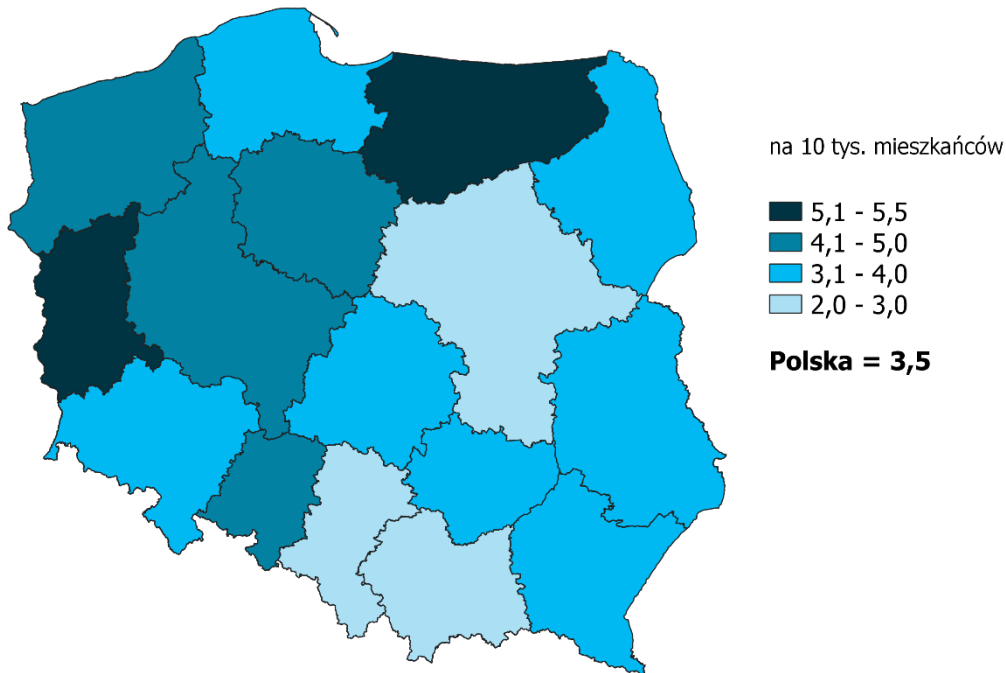 na 10 tys. mieszkańców
5,1 - 5,5
4,1 - 5,0
3,1 - 4,0
2,0 - 3,0
Polska = 3,5